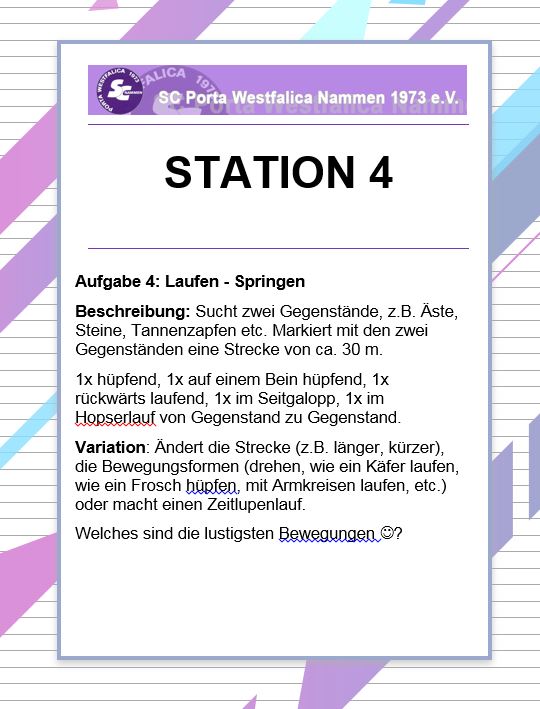 PORTA WESTFALICA 1973
SC
NAMMEN
SC Porta Westfalica Nammen 1973 e.V.
STATION 4
Aufgabe 4: Laufen - Springen
Beschreibung: Sucht zwei Gegenstände, z.B. Äste,
Steine, Tannenzapfen etc. Markiert mit den zwei
Gegenständen eine Strecke von ca. 30 m.
1x hüpfend, 1x auf einem Bein hüpfend, 1x
rückwärts laufend, 1x im Seitgalopp, 1x im
Hopserlauf von Gegenstand zu Gegenstand.
Variation: Ändert die Strecke (z.B. länger, kürzer),
die Bewegungsformen (drehen, wie ein Käfer laufen,
wie ein Frosch hüpfen, mit Armkreisen laufen, etc.)
oder macht einen Zeitlupenlauf.
Welches sind die lustigsten Bewegungen ☺?